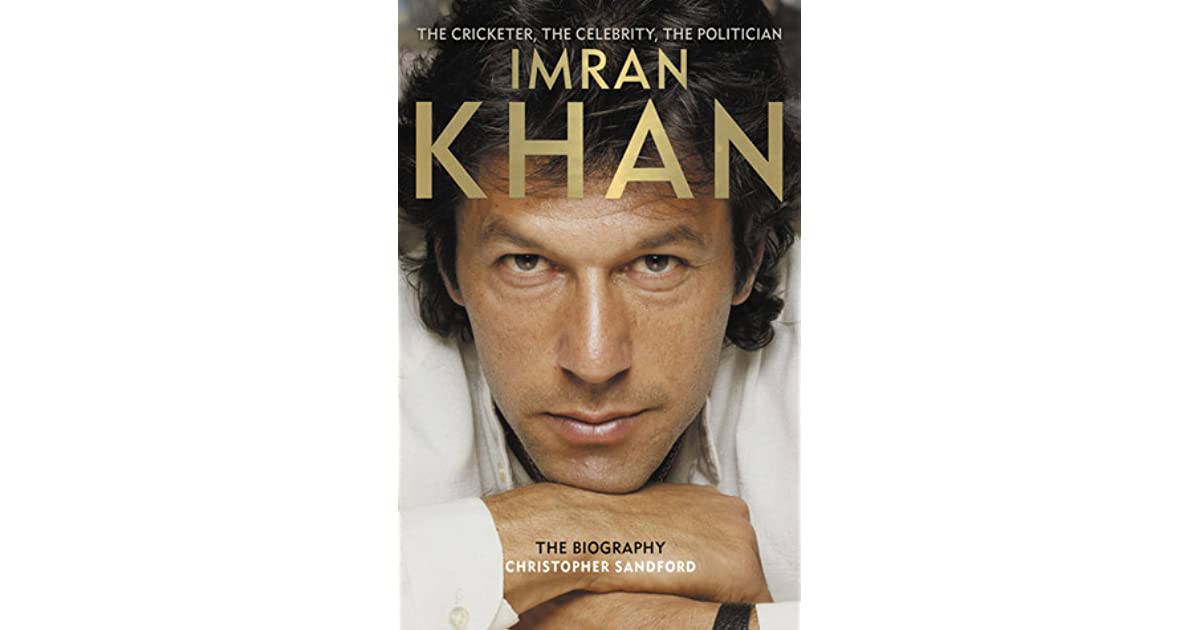 THE CRICKETER, THE CELEBRITY, THE POLITICIAN
IMRAN
KHAN
THE BIOGRAPHY
CHRISTOPHER SANDFORD